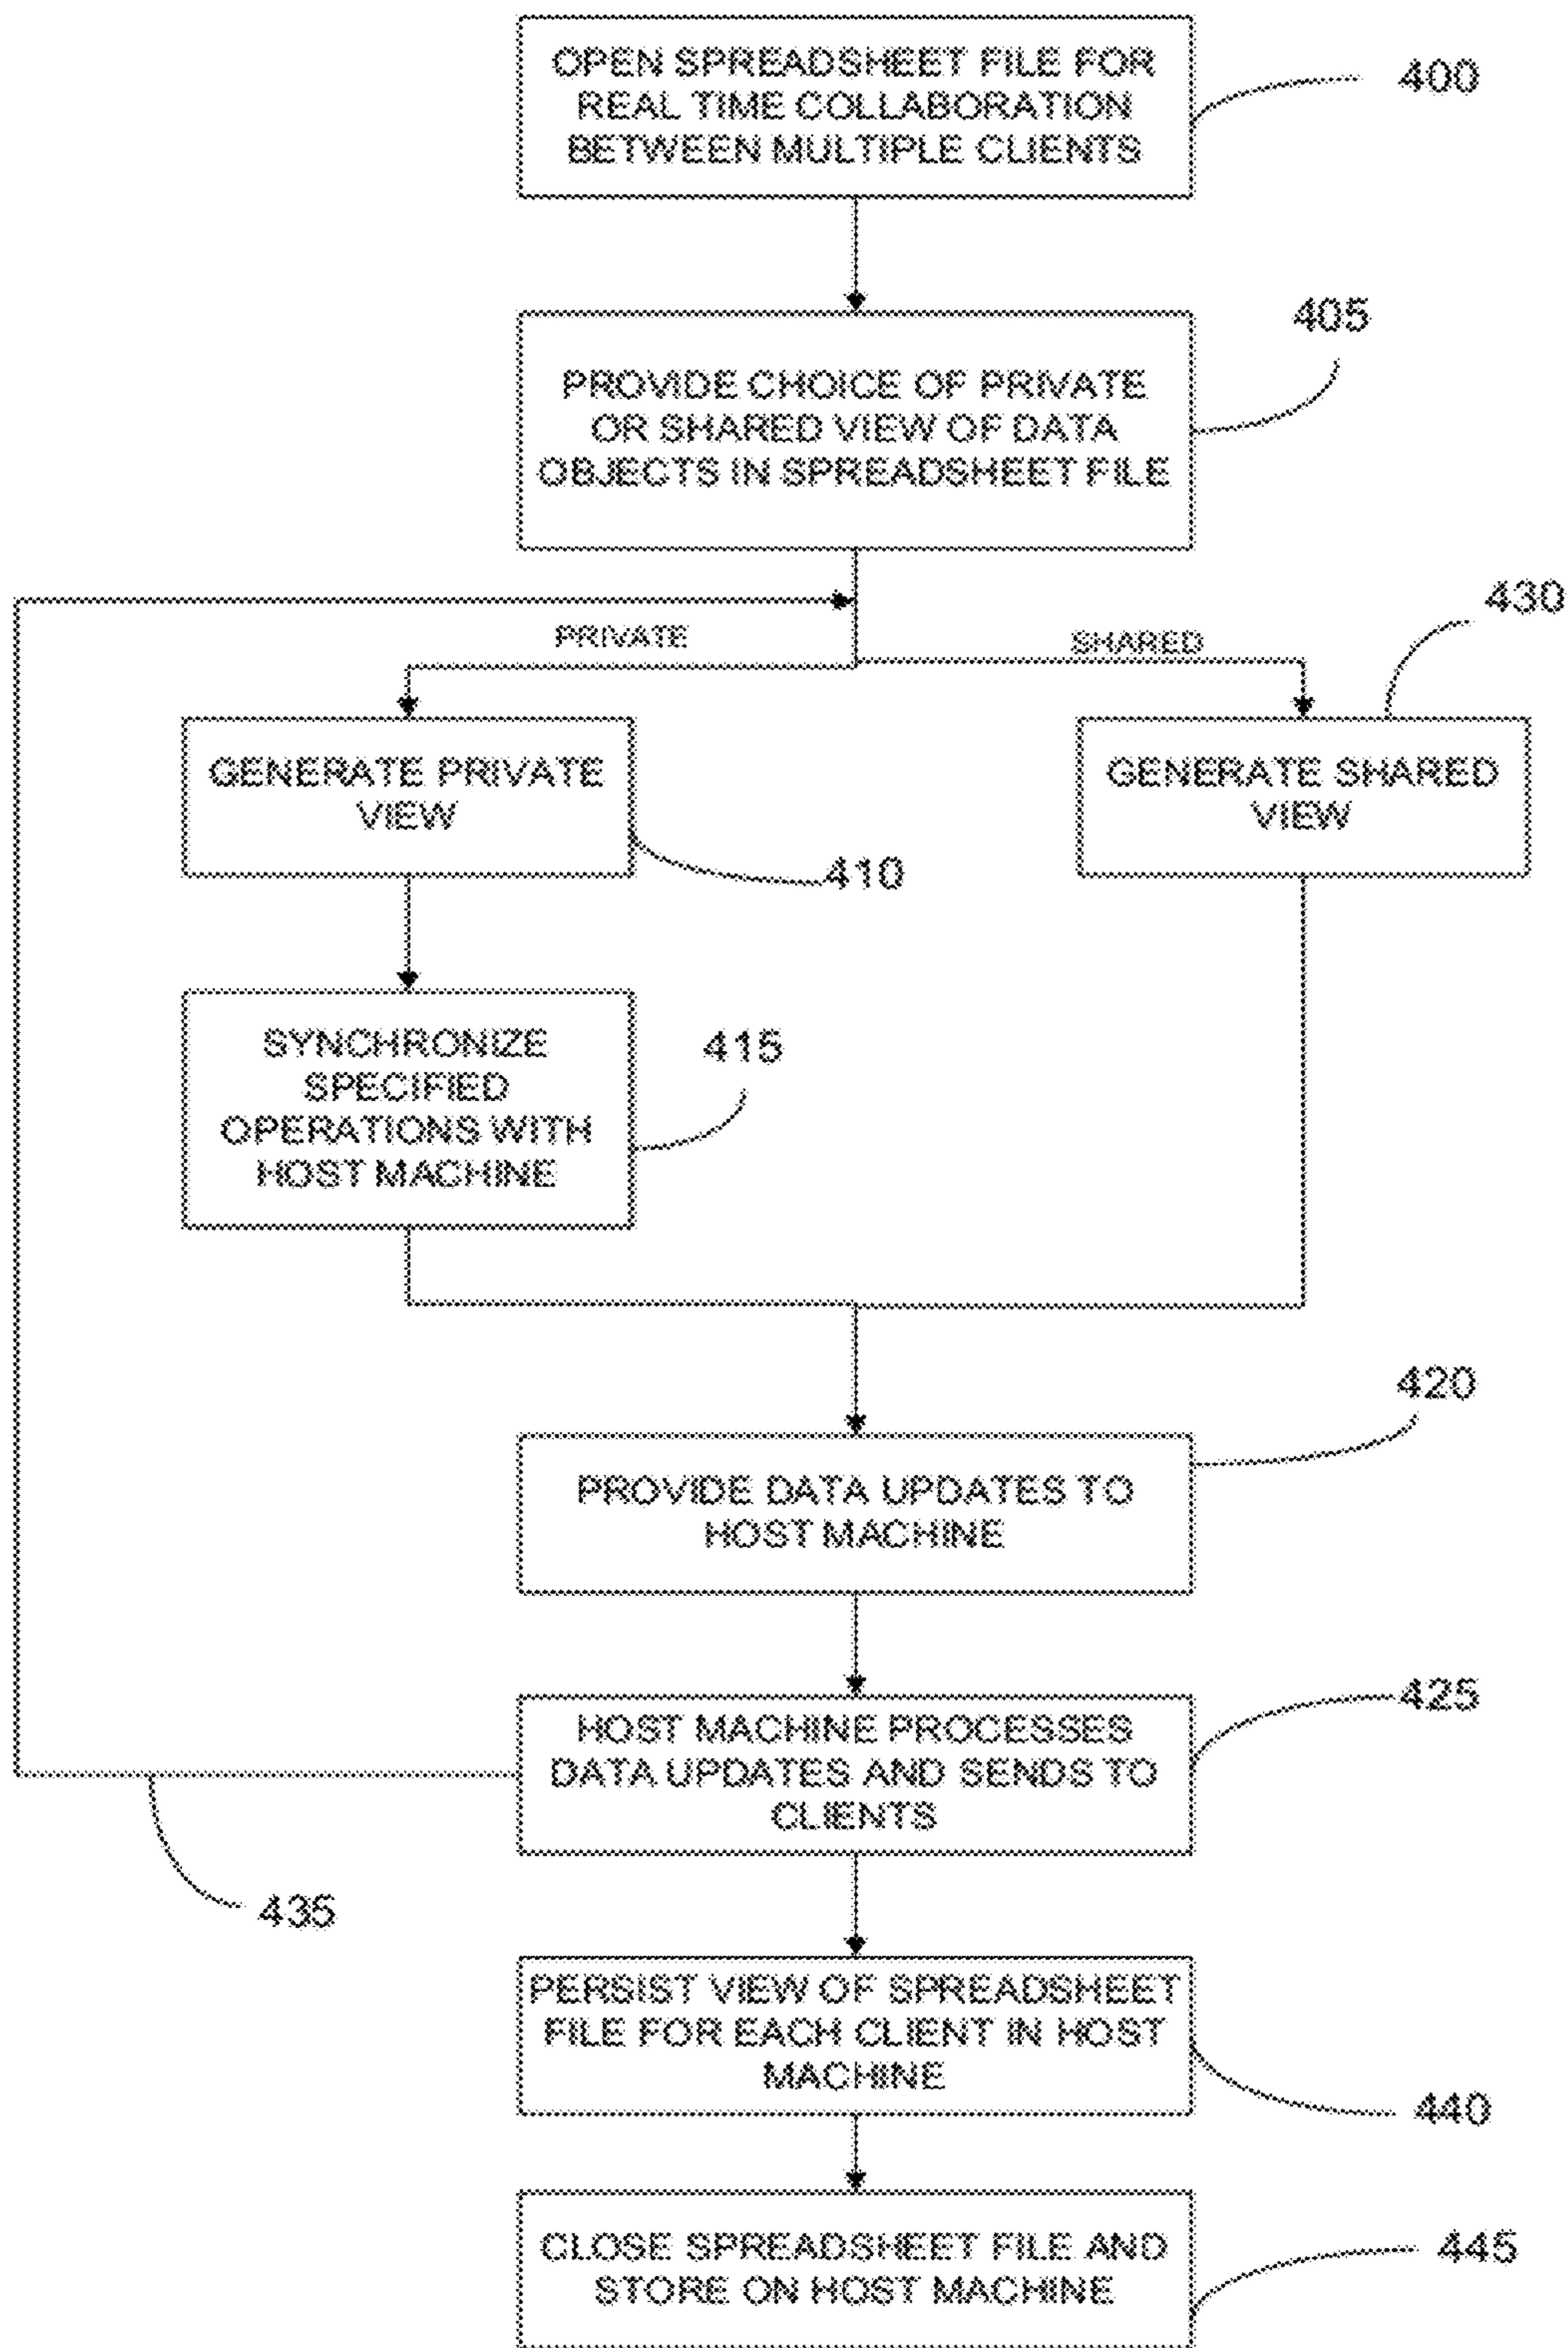 OPEN SPREADSHEET FILE FOR
REAL TIME COLLABORATION
BETWEEN MULTIPLE CLIENTS
400
405
PROVIDE CHOICE OF PRIVATE
OR SHARED VIEW OF DATA
OBJECTS IN SPREADSHEET FILE
430
PRIVATE
SHARED
GENERATE PRIVATE
VIEW
410
GENERATE SHARED
VIEW
SYNCHRONIZE
SPECIFIED
OPERATIONS WITH
HOST MACHINE
415
420
PROVIDE DATA UPDATES TO
HOST MACHINE
425
HOST MACHINE PROCESSES
DATA UPDATES AND SENDS TO
CLIENTS
435
PERSIST VIEW OF SPREADSHEET
FILE FOR EACH CLIENT IN HOST
MACHINE
440
CLOSE SPREADSHEET FILE AND
STORE ON HOST MACHINE
445